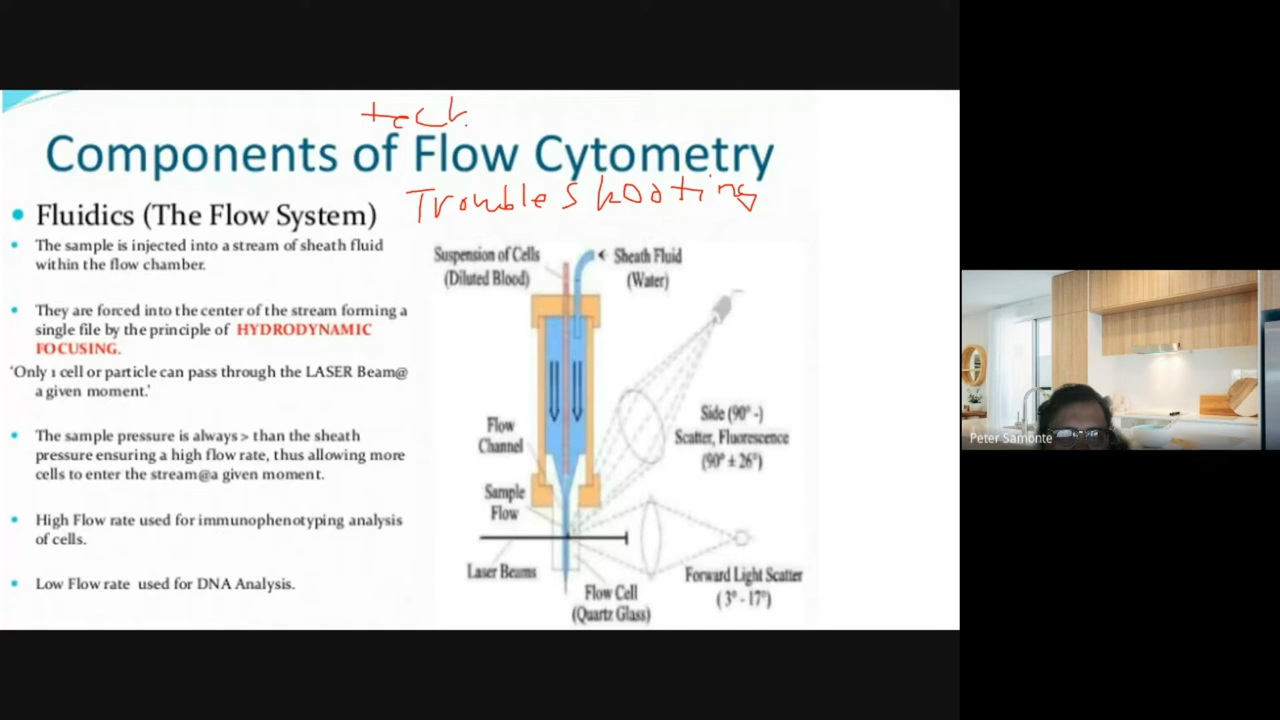 tech.
Components of Flow Cytometry
Trouble shooting
• Fluidics (The Flow System)
• The sample is injected into a stream of sheath fluid
within the flow chamber.
• They are forced into the center of the stream forming a
single file by the principle of HYDRODYNAMIC
FOCUSING.
'Only 1 cell or particle can pass through the LASER Beam@
a given moment.'
• The sample pressure is always > than the sheath
pressure ensuring a high flow rate, thus allowing more
cells to enter the stream@a given moment.
• High Flow rate used for immunophenotyping analysis
of cells.
• Low Flow rate used for DNA Analysis.
Suspension of Cells
(Diluted Blood)
Sheath Fluid
(Water)
Flow
Channel
Side (90° -)
Scatter, Fluorescence
(90° ± 26°)
Sample
Flow
Laser Beams
Forward Light Scatter
(3° - 17°)
Flow Cell
(Quartz Glass)
Peter Samonte